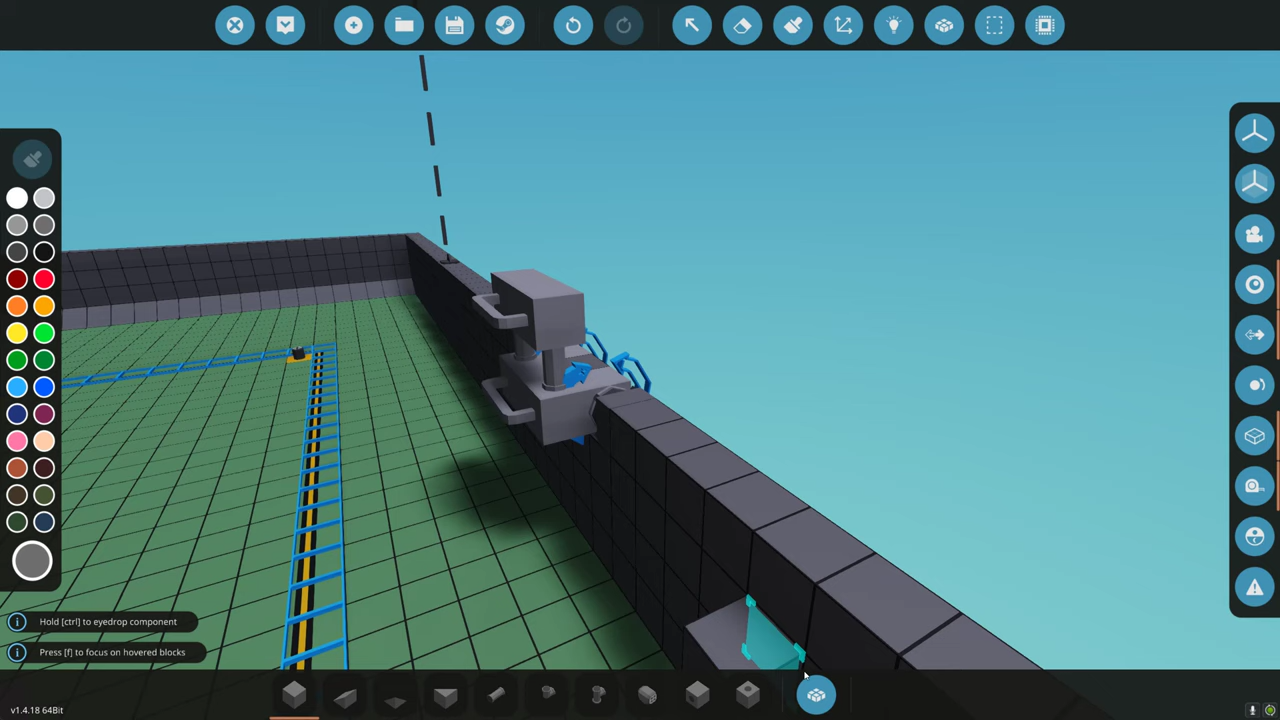 Hold [ctrl] to eyedrop component
Press [f] to focus on hovered blocks
v1.4.18 64Bit